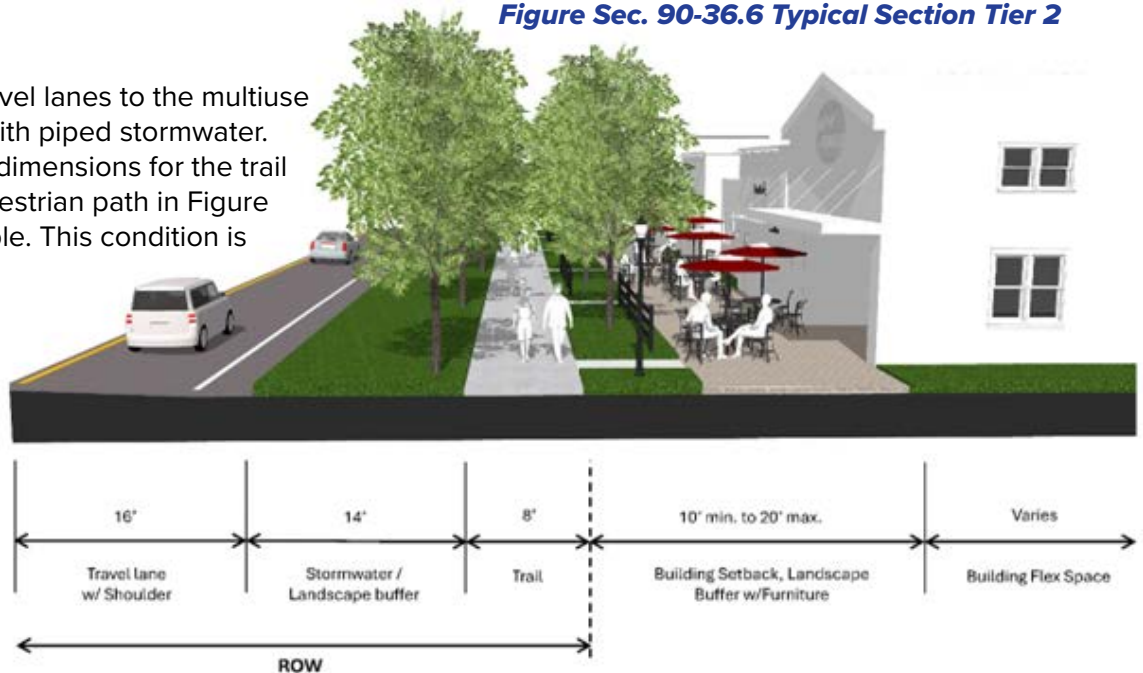 Figure Sec. 90-36.6 Typical Section Tier 2
vel lanes to the multiuse
ith piped stormwater.
dimensions for the trail
estrian path in Figure
le. This condition is
16'
14'
8'
10' min. to 20' max.
Varies
Travel lane
w/ Shoulder
Stormwater /
Landscape buffer
Trail
Building Setback, Landscape
Buffer w/Furniture
Building Flex Space
ROW